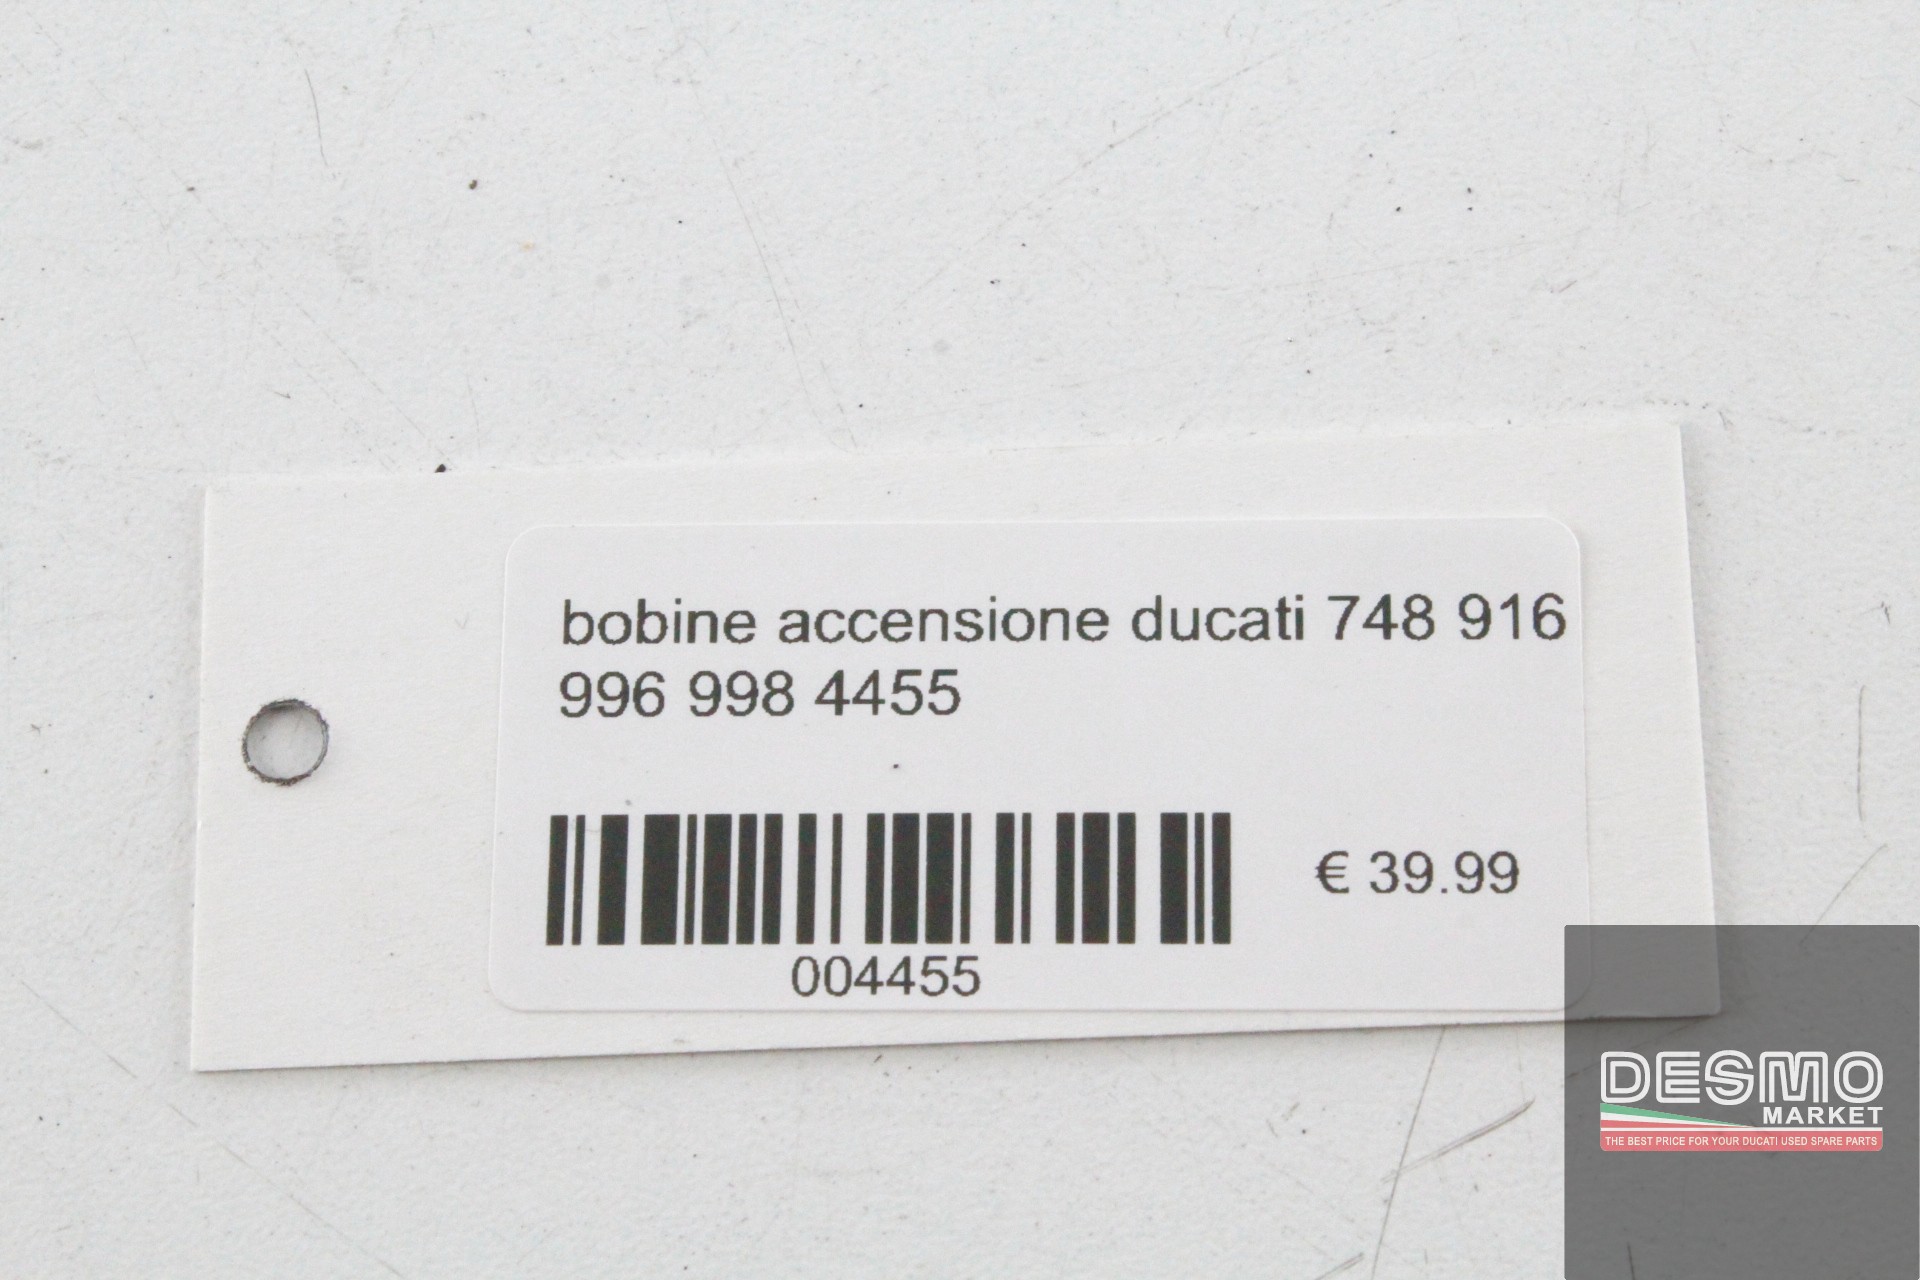 bobine accensione ducati 748 916
996 998 4455
€ 39.99
004455
DESMO
MARKET
THE BEST PRICE FOR YOUR DUCATI USED SPARE PARTS